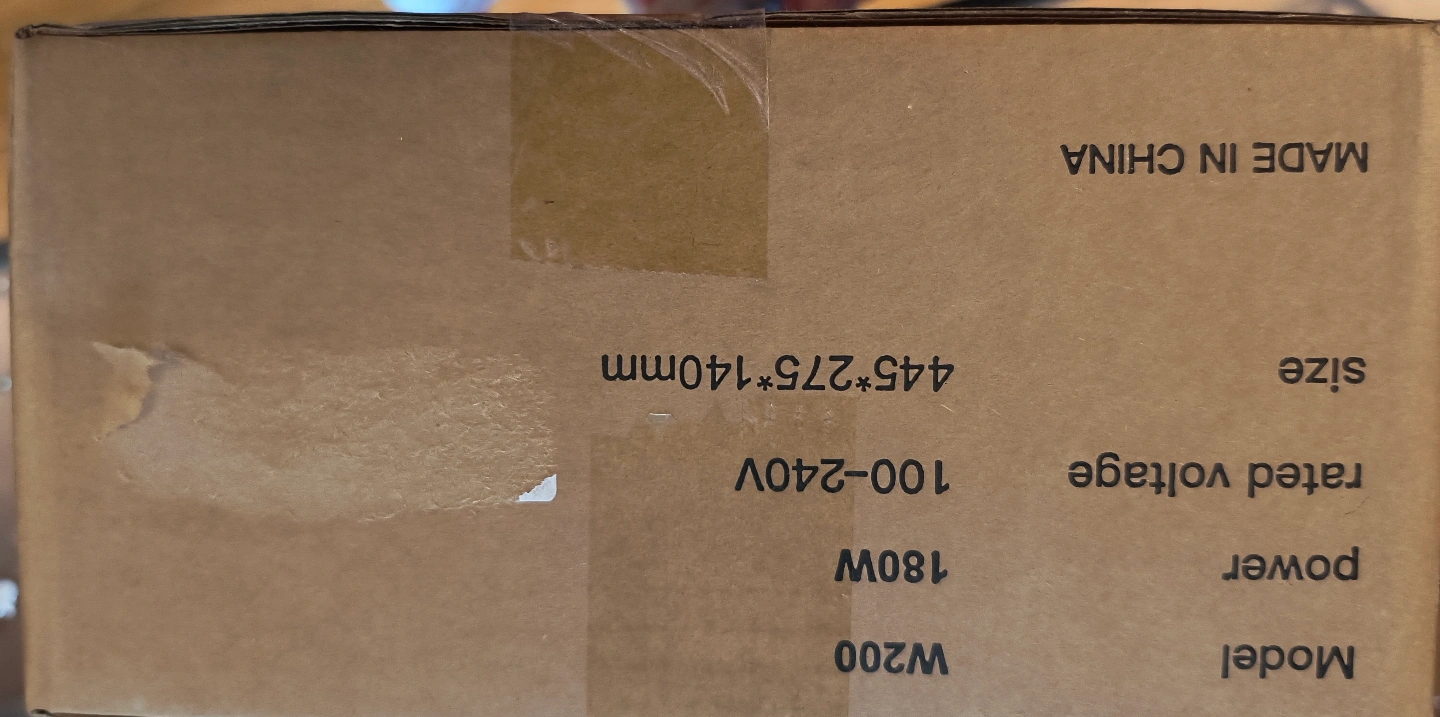 Model W200
power 180W
rated voltage 100-240V
size 445*275*140mm
MADE IN CHINA